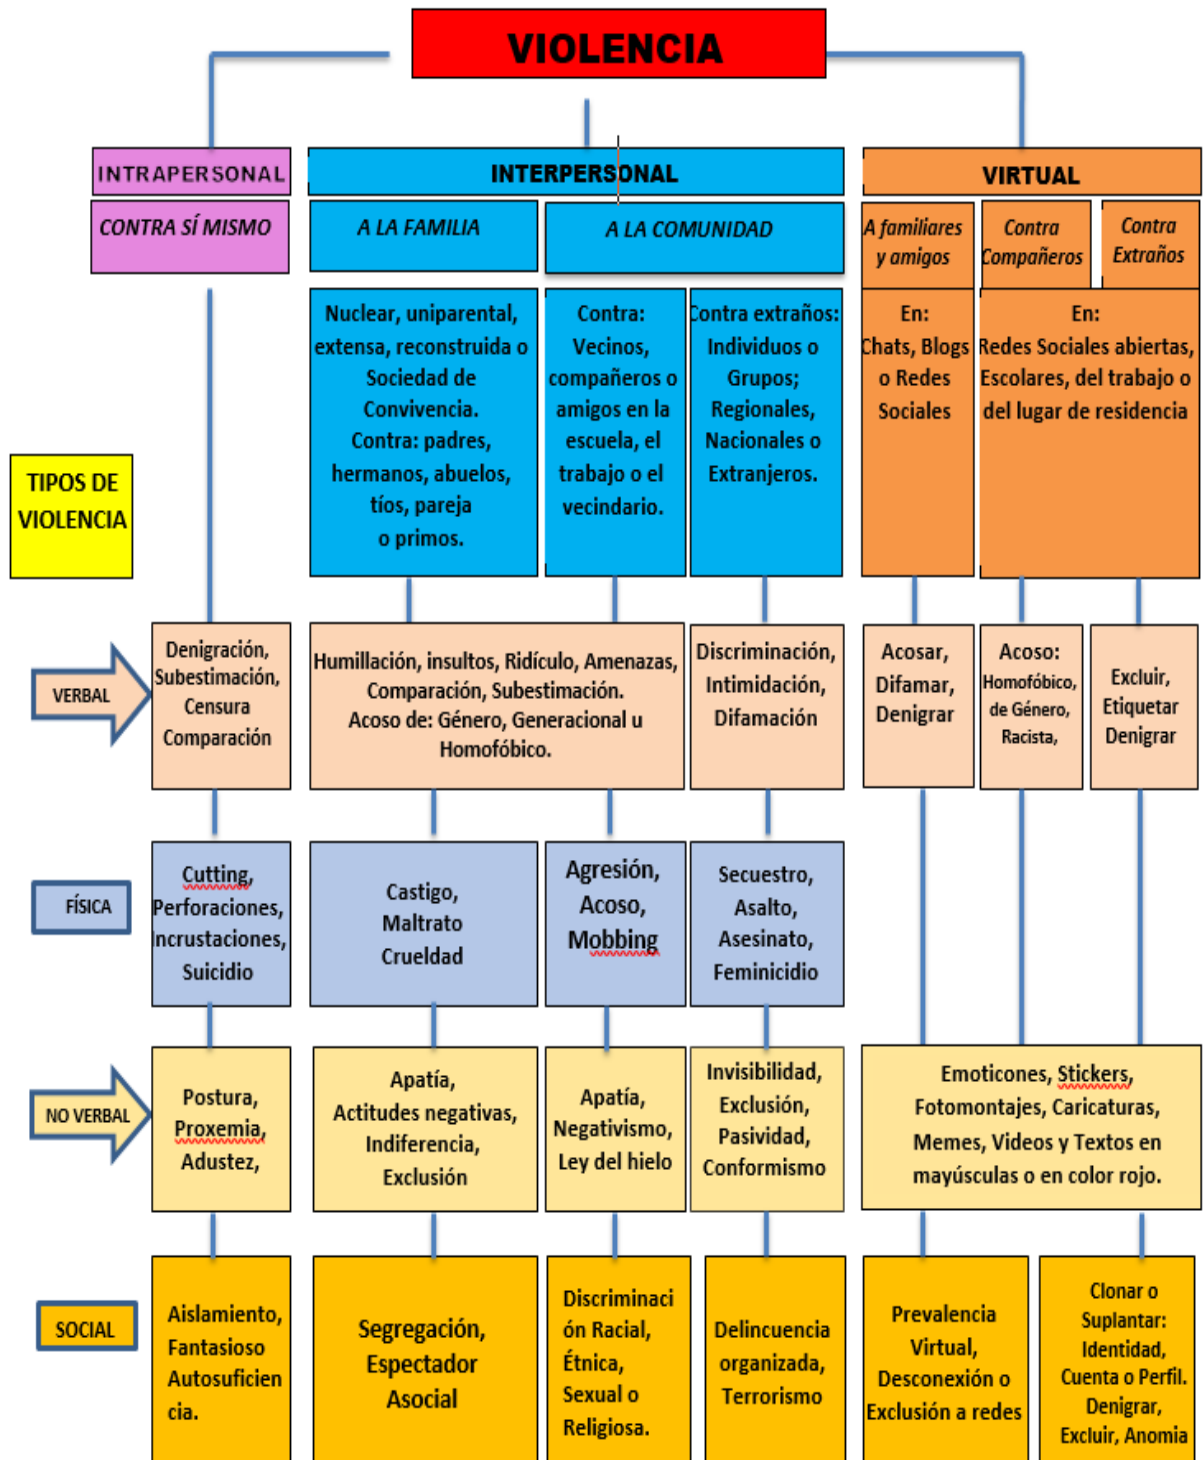 VIOLENCIA
INTRAPERSONAL
INTERPERSONAL
VIRTUAL
CONTRA SÍ MISMO
A LA FAMILIA
A LA COMUNIDAD
A familiares
y amigos
Contra
Compañeros
Contra
Extraños
Nuclear, uniparental,
extensa, reconstruida o
Sociedad de
Convivencia.
Contra: padres,
hermanos, abuelos,
tíos, pareja
o primos.
Contra:
Vecinos,
compañeros o
amigos en la
escuela, el
trabajo o el
vecindario.
Contra extraños:
Individuos o
Grupos;
Regionales,
Nacionales o
Extranjeros.
En:
Chats, Blogs
o Redes
Sociales
En:
Redes Sociales abiertas,
Escolares, del trabajo o
del lugar de residencia
TIPOS DE
VIOLENCIA
VERBAL
Denigración,
Subestimación,
Censura
Comparación
Humillación, insultos, Ridículo, Amenazas,
Comparación, Subestimación.
Acoso de: Género, Generacional u
Homofóbico.
Discriminación,
Intimidación,
Difamación
Acosar,
Difamar,
Denigrar
Acoso:
Homofóbico,
de Género,
Racista,
Excluir,
Etiquetar
Denigrar
FÍSICA
Cutting,
Perforaciones,
Incrustaciones,
Suicidio
Castigo,
Maltrato
Crueldad
Agresión,
Acoso,
Mobbing
Secuestro,
Asalto,
Asesinato,
Feminicidio
NO VERBAL
Postura,
Proxemia,
Adustez,
Apatía,
Actitudes negativas,
Indiferencia,
Exclusión
Apatía,
Negativismo,
Ley del hielo
Invisibilidad,
Exclusión,
Pasividad,
Conformismo
Emoticones, Stickers,
Fotomontajes, Caricaturas,
Memes, Videos y Textos en
mayúsculas o en color rojo.
SOCIAL
Aislamiento,
Fantasioso
Autosuficien
cia.
Segregación,
Espectador
Asocial
Discriminaci
ón Racial,
Étnica,
Sexual o
Religiosa.
Delincuencia
organizada,
Terrorismo
Prevalencia
Virtual,
Desconexión o
Exclusión a redes
Clonar o
Suplantar:
Identidad,
Cuenta o Perfil.
Denigrar,
Excluir, Anomia